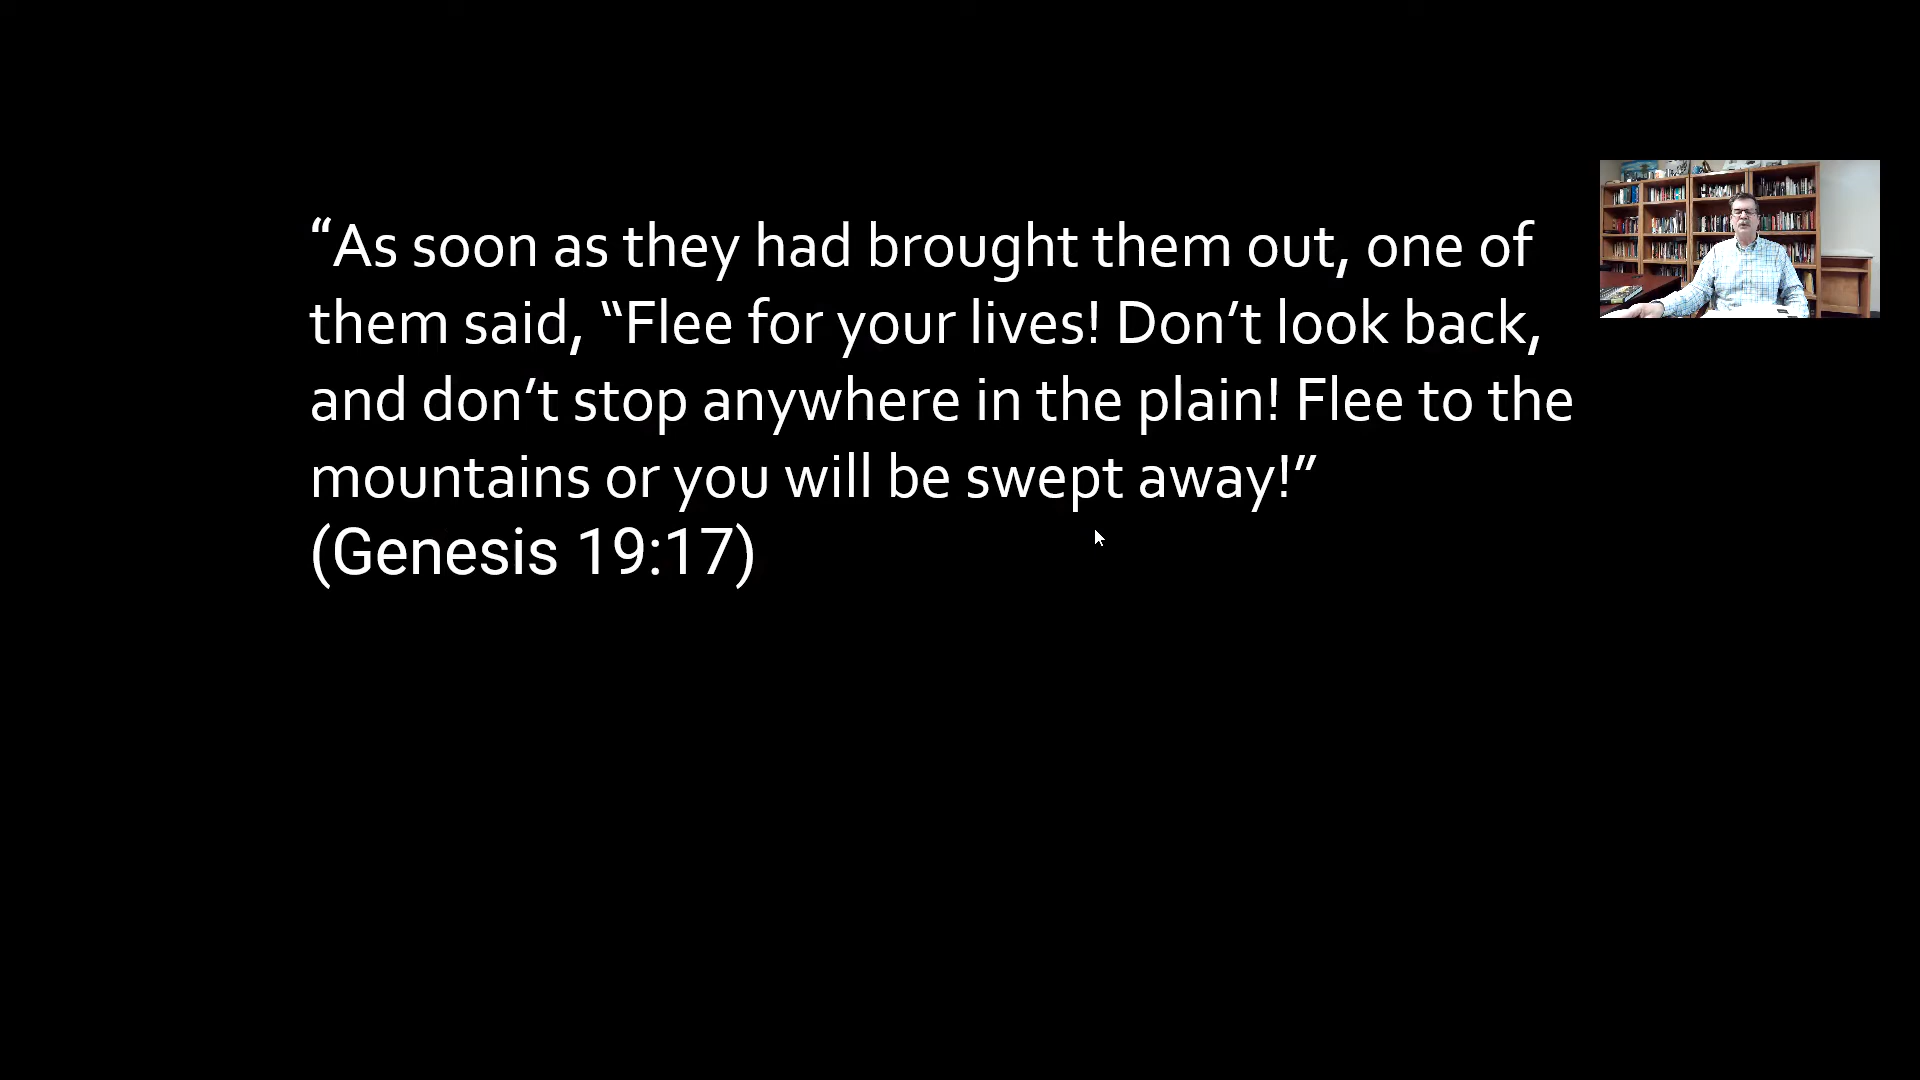 “As soon as they had brought them out, one of
them said, “Flee for your lives! Don’t look back,
and don’t stop anywhere in the plain! Flee to the
mountains or you will be swept away!”
(Genesis 19:17)